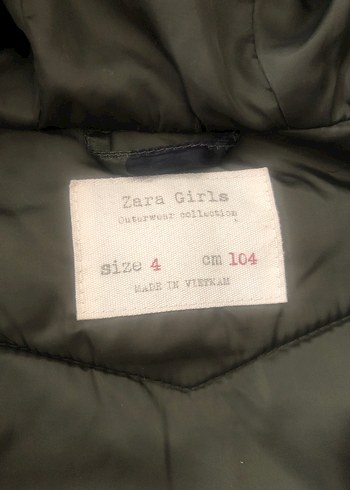 Zara Girls
Outerwear collection
size 4 cm 104
MADE IN VIETNAM